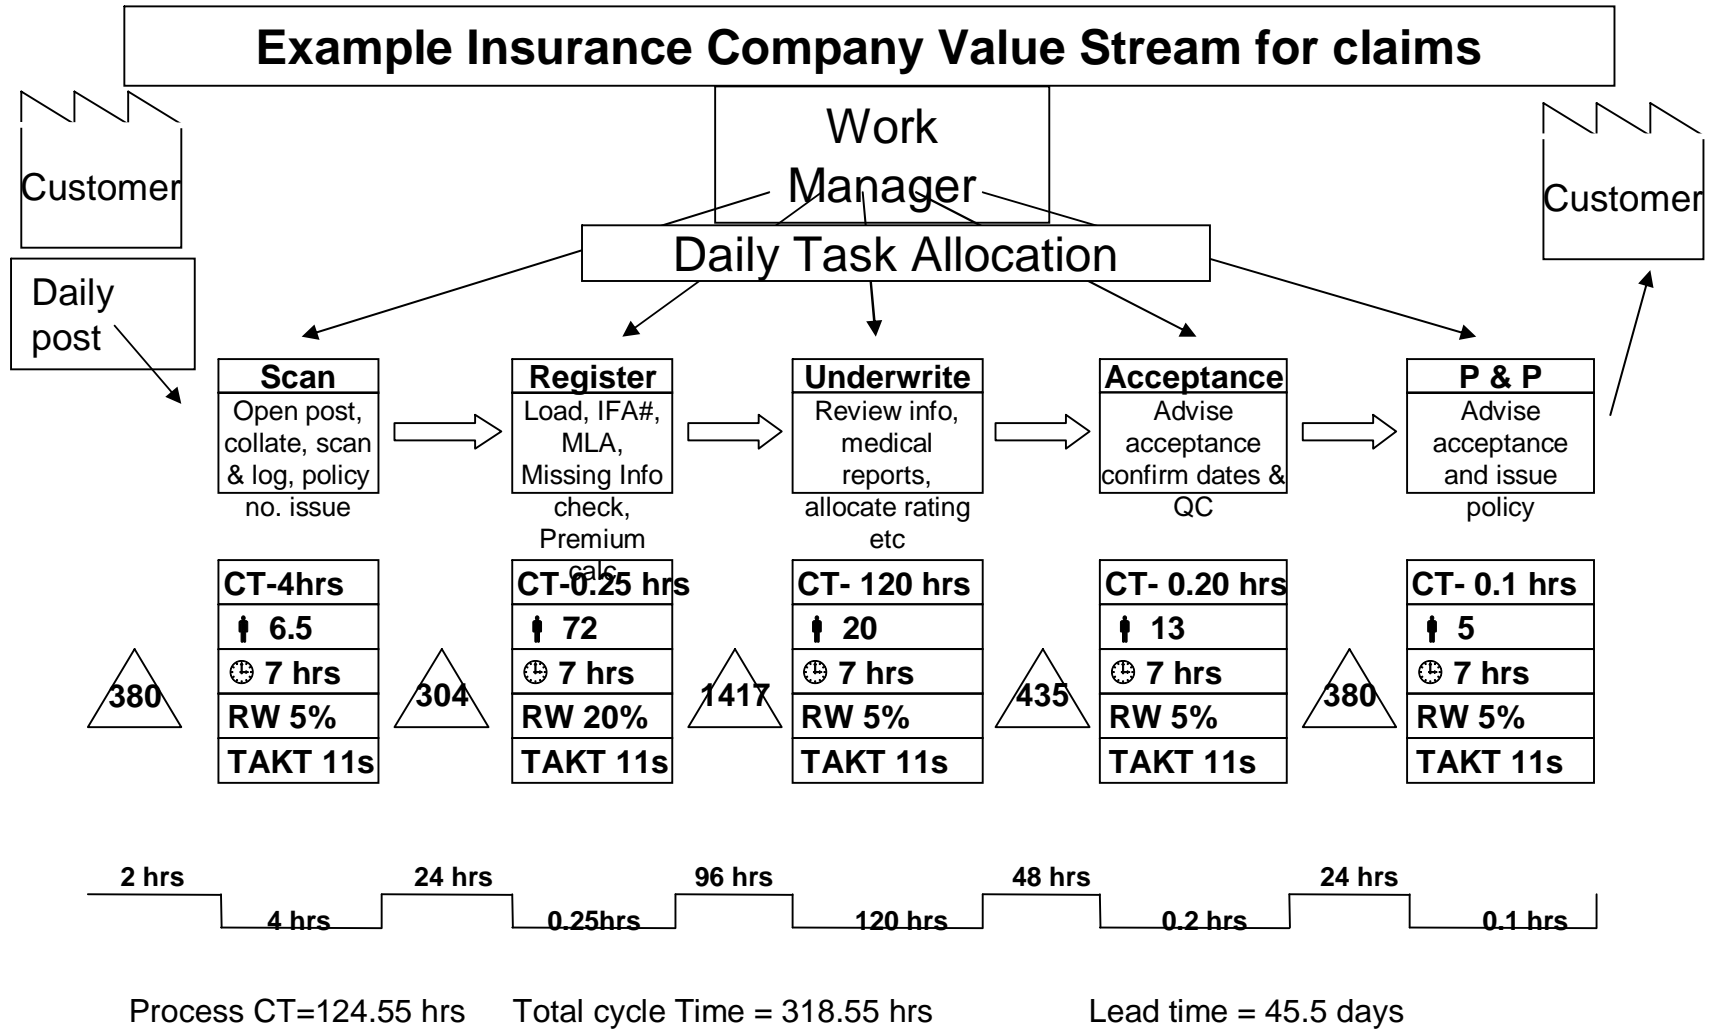 Example Insurance Company Value Stream for claims
Work
Manager
Customer
Customer
Daily Task Allocation
Daily
post
Scan
Open post,
collate, scan
& log, policy
no. issue
Register
Load, IFA#,
MLA,
Missing Info
check,
Premium
calc
Underwrite
Review info,
medical
reports,
allocate rating
etc
Acceptance
Advise
acceptance
confirm dates &
QC
P & P
Advise
acceptance
and issue
policy
CT-4hrs
6.5
7 hrs
RW 5%
TAKT 11s
CT-0.25 hrs
72
7 hrs
RW 20%
TAKT 11s
CT- 120 hrs
20
7 hrs
RW 5%
TAKT 11s
CT- 0.20 hrs
13
7 hrs
RW 5%
TAKT 11s
CT- 0.1 hrs
5
7 hrs
RW 5%
TAKT 11s
380
304
1417
435
380
2 hrs
24 hrs
96 hrs
48 hrs
24 hrs
4 hrs
0.25hrs
120 hrs
0.2 hrs
0.1 hrs
Process CT=124.55 hrs
Total cycle Time = 318.55 hrs
Lead time = 45.5 days